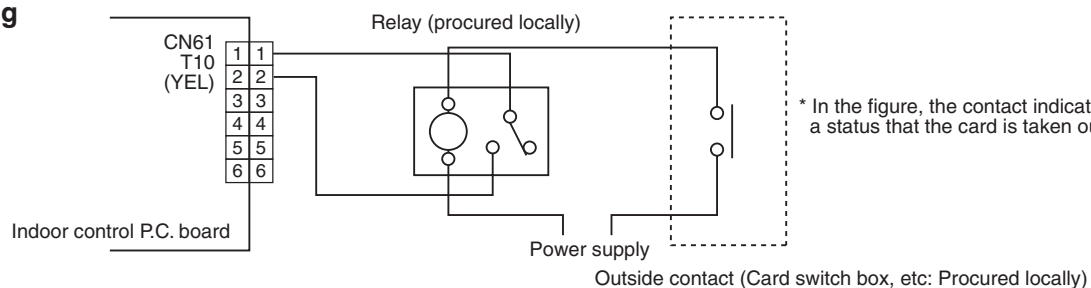 g
Relay (procured locally)
CN61
T10
(YEL)
1 1
2 2
3 3
4 4
5 5
6 6
* In the figure, the contact
a status that the card is taken
Indoor control P.C. board
Power supply
Outside contact (Card switch box, etc: Procured locally)